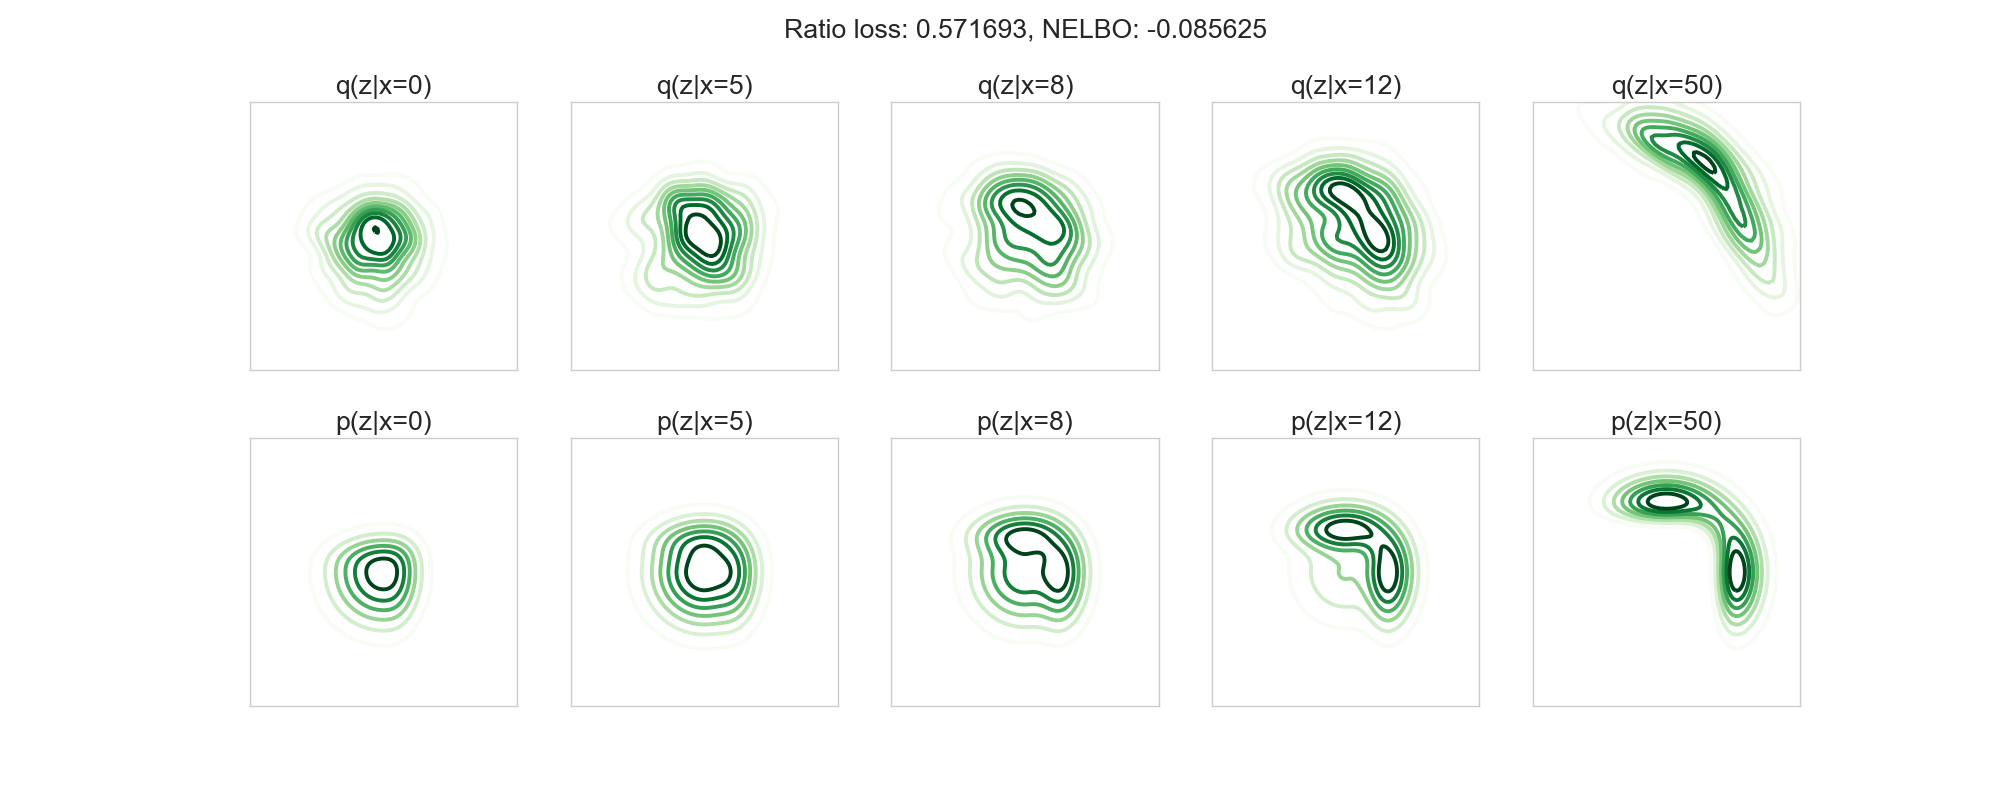 Ratio loss: 0.571693, NELBO: -0.085625
q(z|x=0) q(z|x=5) q(z|x=8) q(z|x=12) q(z|x=50)
p(z|x=0) p(z|x=5) p(z|x=8) p(z|x=12) p(z|x=50)